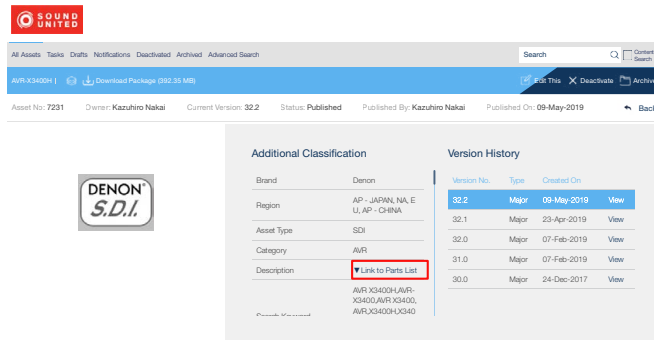 SOUND
UNITED
All Assets Tasks Drafts Notifications Deactivated Archived Advanced Search
Search
Content
Search
AVR-X3400H | Download Package (392.35 MB)
Edit This Deactivate Archive
Asset No: 7231 Owner: Kazuhiro Nakai Current Version: 32.2 Status: Published Published By: Kazuhiro Nakai Published On: 09-May-2019 Back
DENON
S.D.I.
Additional Classification
Brand Denon
Region AP - JAPAN, NA, E
U, AP - CHINA
Asset Type SDI
Category AVR
Description ▼Link to Parts List
AVR X3400H,AVR-
X3400,AVR X3400,
Search Keyword AVR,X3400H,X340
Version History
Version No. Type Created On
32.2 Major 09-May-2019 View
32.1 Major 23-Apr-2019 View
32.0 Major 07-Feb-2019 View
31.0 Major 07-Feb-2019 View
30.0 Major 24-Dec-2017 View